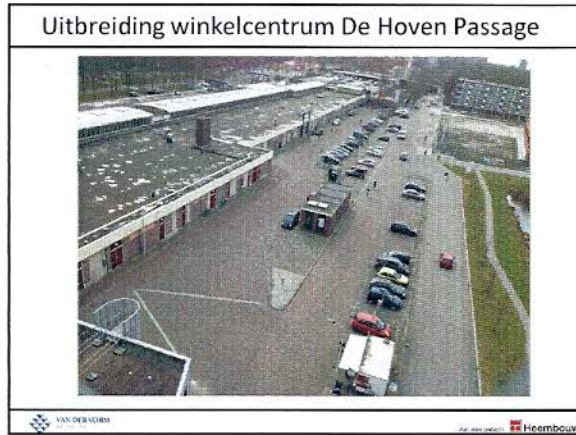 Uitbreiding winkelcentrum De Hoven Passage
VAN DER VORM
Heembouw